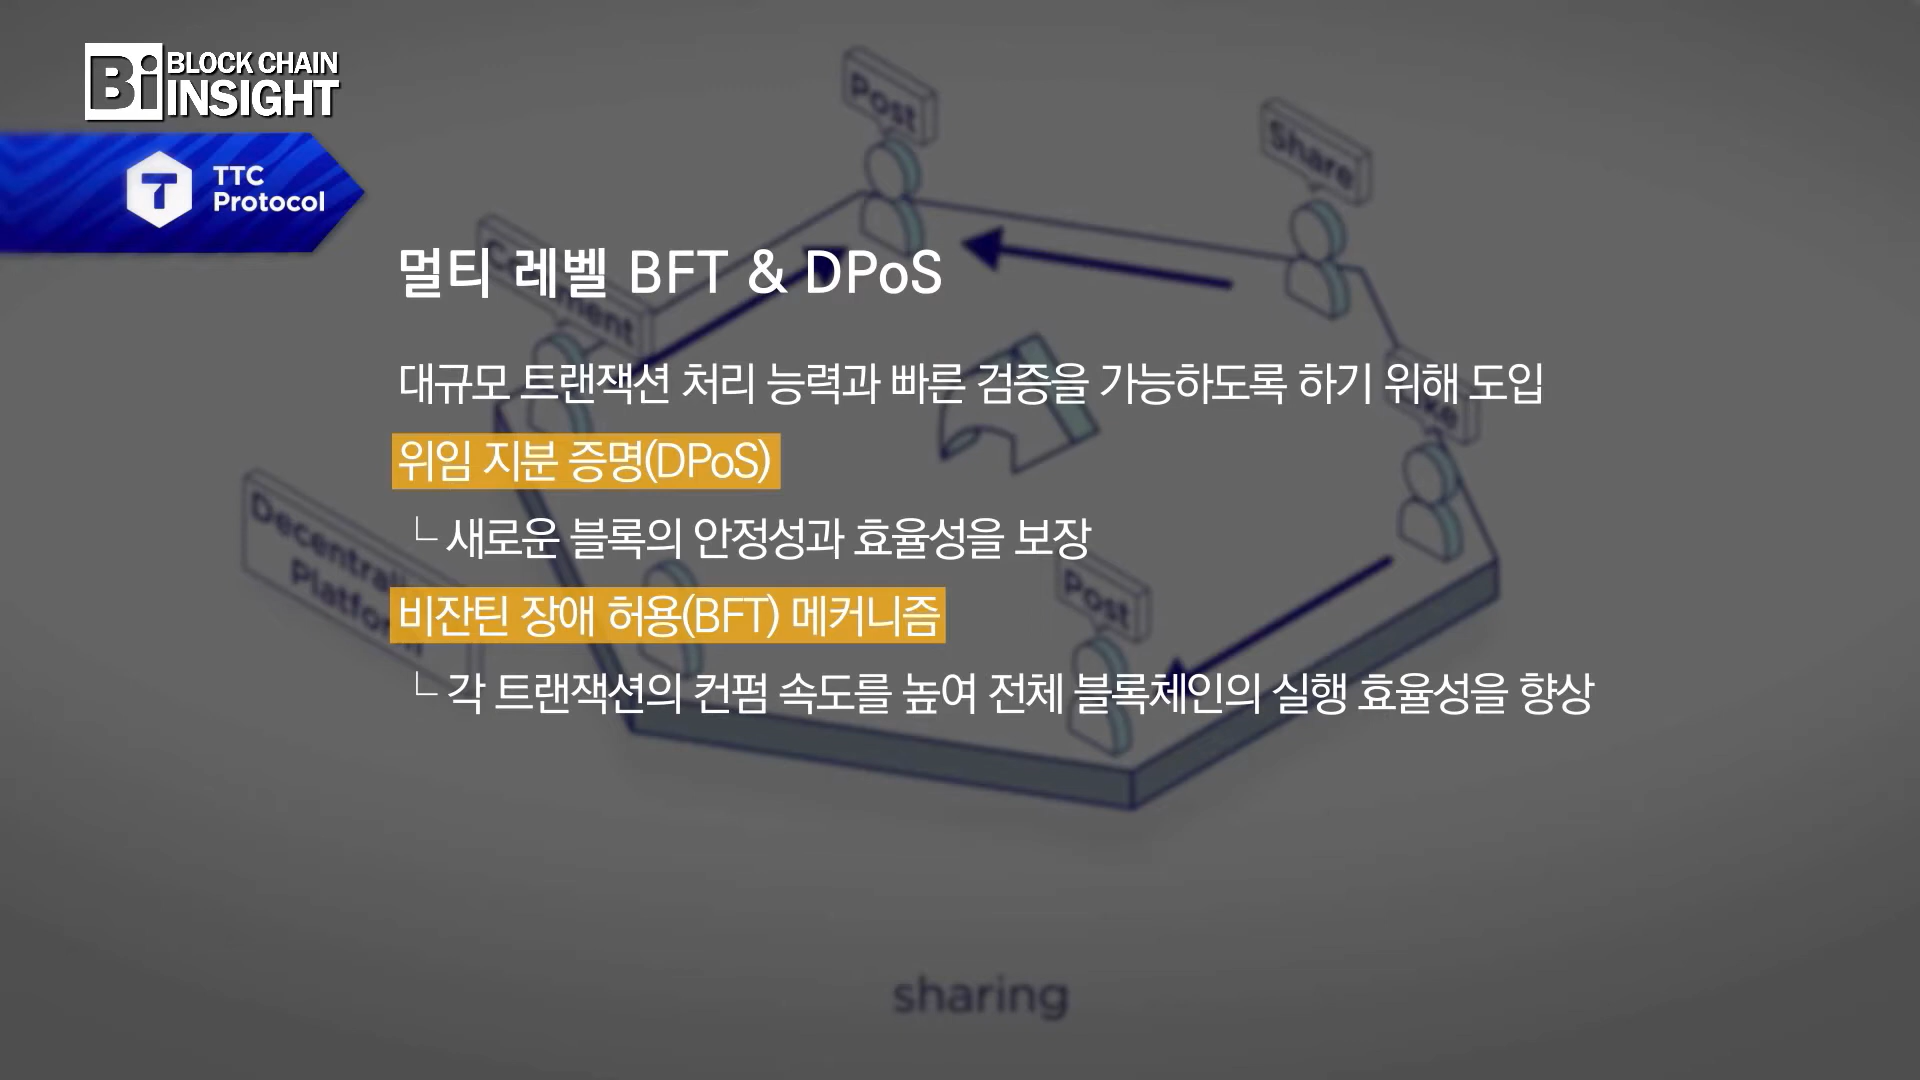 BLOCK CHAIN
INSIGHT
TTC
Protocol
Post
Share
멀티 레벨 BFT & DPoS
대규모 트랜잭션 처리 능력과 빠른 검증을 가능하도록 하기 위해 도입
위임 지분 증명(DPoS)
└ 새로운 블록의 안정성과 효율성을 보장
비잔틴 장애 허용(BFT) 메커니즘
└ 각 트랜잭션의 컨펌 속도를 높여 전체 블록체인의 실행 효율성을 향상
Post
sharing